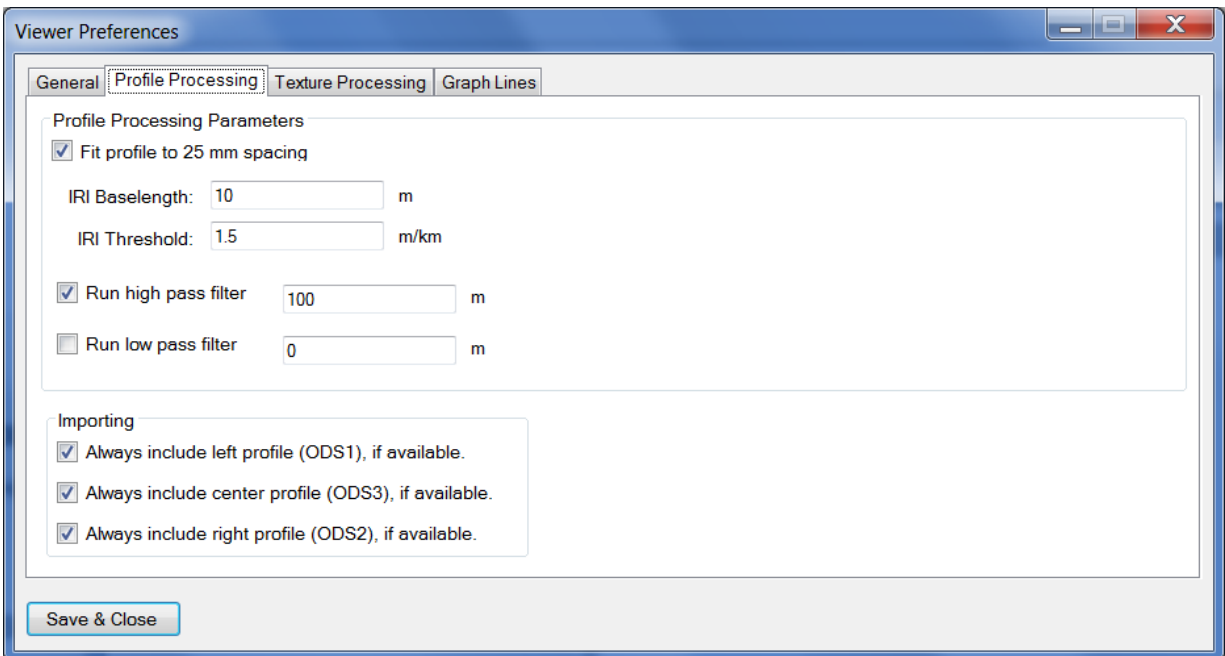 Viewer Preferences
General Profile Processing Texture Processing Graph Lines
Profile Processing Parameters
Fit profile to 25 mm spacing
IRI Baselength: 10 m
IRI Threshold: 1.5 m/km
Run high pass filter 100 m
Run low pass filter 0 m
Importing
Always include left profile (ODS1), if available.
Always include center profile (ODS3), if available.
Always include right profile (ODS2), if available.
Save & Close